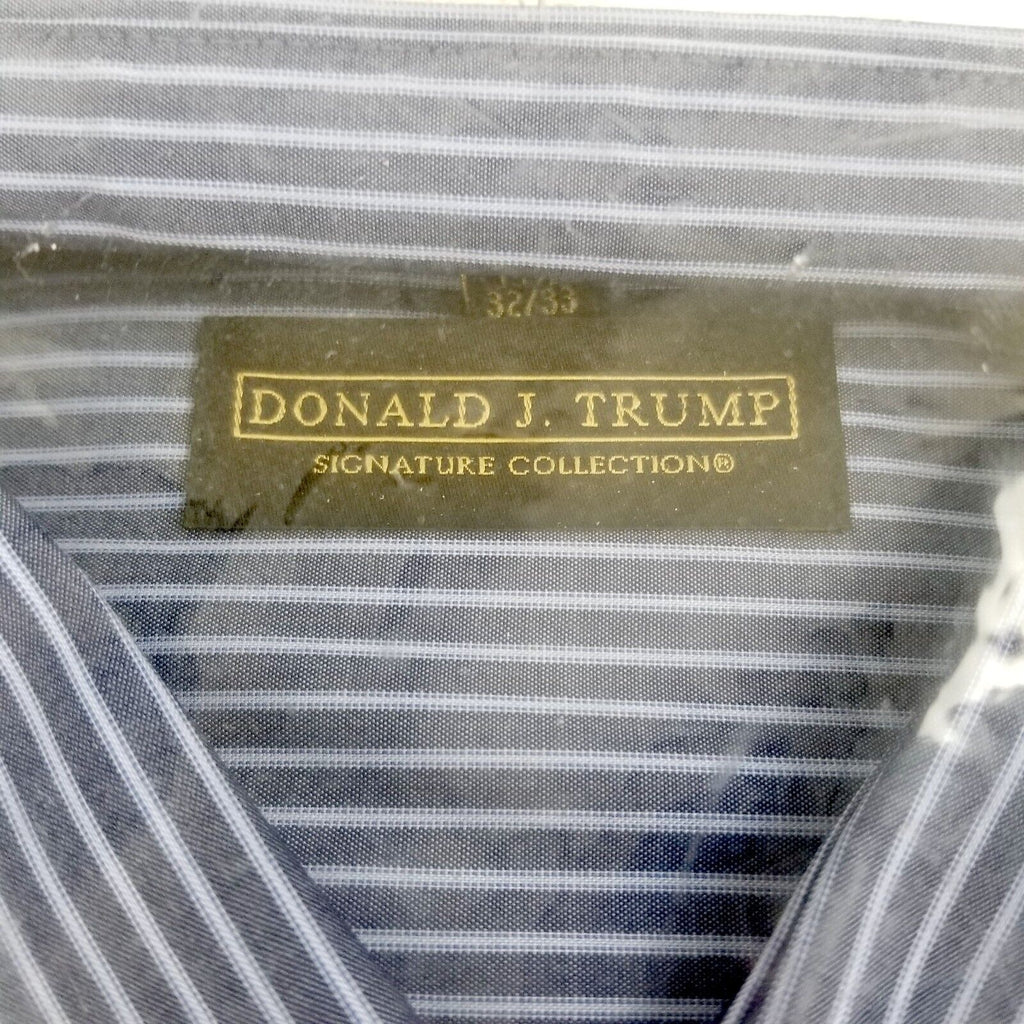 32/33
DONALD J. TRUMP
SIGNATURE COLLECTION®